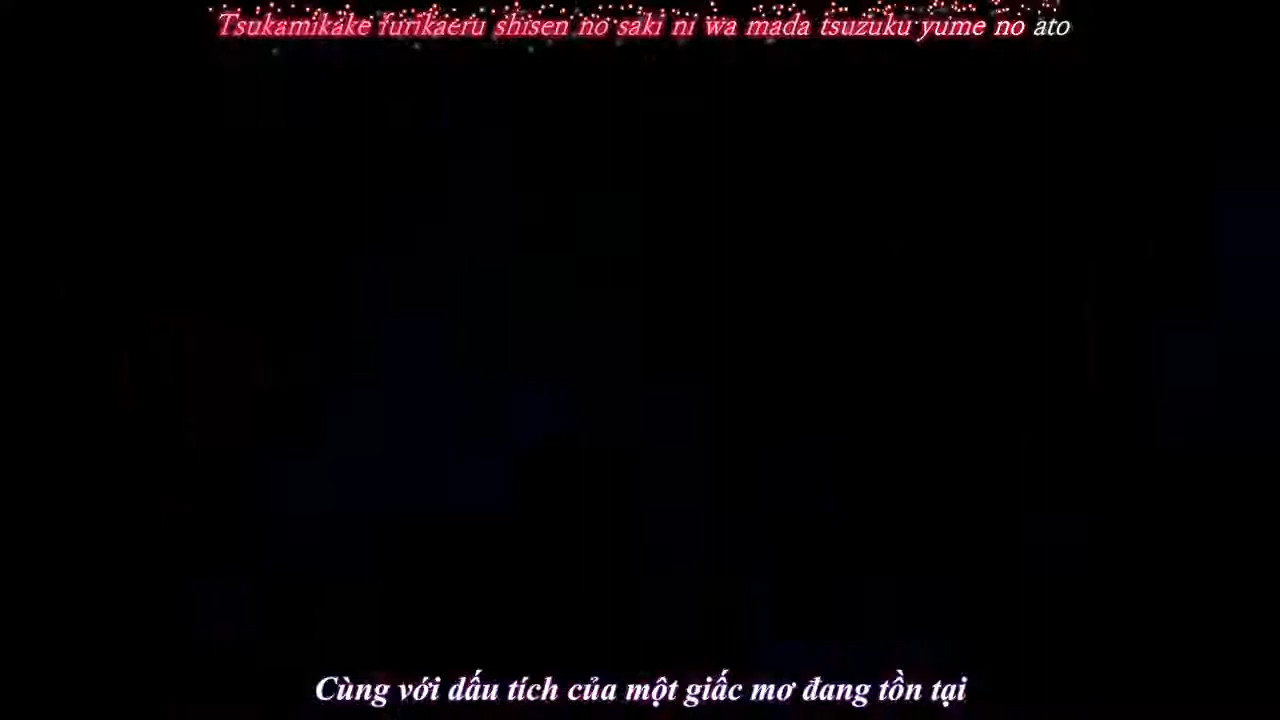 Tsukamikake furikaeru shisen no saki ni wa mada tsuzuku yume no ato
Cùng với dấu tích của một giấc mơ đang tồn tại